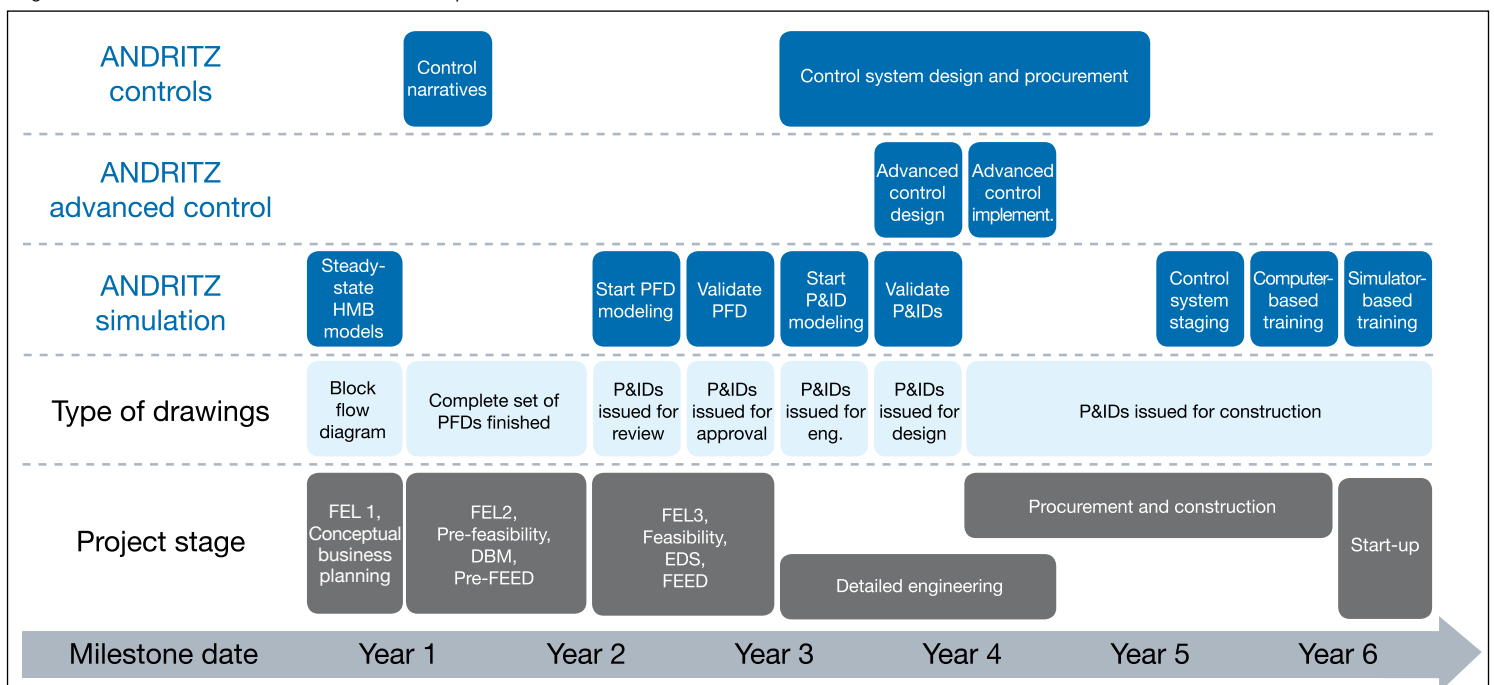 ANDRITZ
controls
Control
narratives
Control system design and procurement
ANDRITZ
advanced control
Advanced
control
design
Advanced
control
implement.
ANDRITZ
simulation
Steady-
state
HMB
models
Start PFD
modeling
Validate
PFD
Start
P&ID
modeling
Validate
P&IDs
Control
system
staging
Computer-
based
training
Simulator-
based
training
Type of drawings
Block
flow
diagram
Complete set of
PFDs finished
P&IDs
issued for
review
P&IDs
issued for
approval
P&IDs
issued for
eng.
P&IDs
issued for
design
P&IDs issued for construction
Project stage
FEL 1,
Conceptual
business
planning
FEL2,
Pre-feasibility,
DBM,
Pre-FEED
FEL3,
Feasibility,
EDS,
FEED
Detailed engineering
Procurement and construction
Start-up
Milestone date
Year 1
Year 2
Year 3
Year 4
Year 5
Year 6